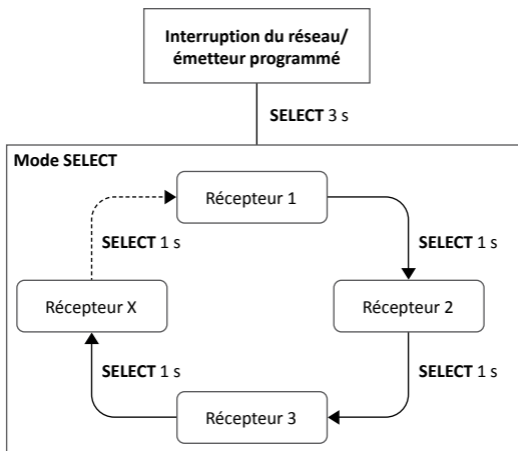 Interruption du réseau/
émetteur programmé
SELECT 3 s
Mode SELECT
Récepteur 1
SELECT 1 s
SELECT 1 s
Récepteur X
Récepteur 2
SELECT 1 s
SELECT 1 s
Récepteur 3